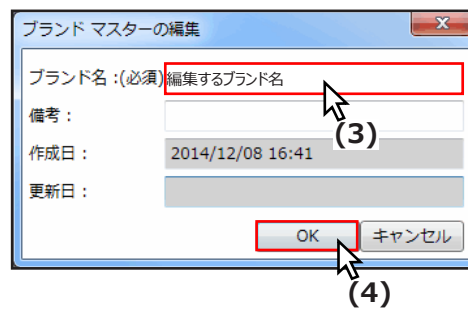 ブランド マスターの編集
ブランド名 :(必須) 編集するブランド名
(3)
備考 :
作成日 : 2014/12/08 16:41
更新日 :
OK キャンセル
(4)